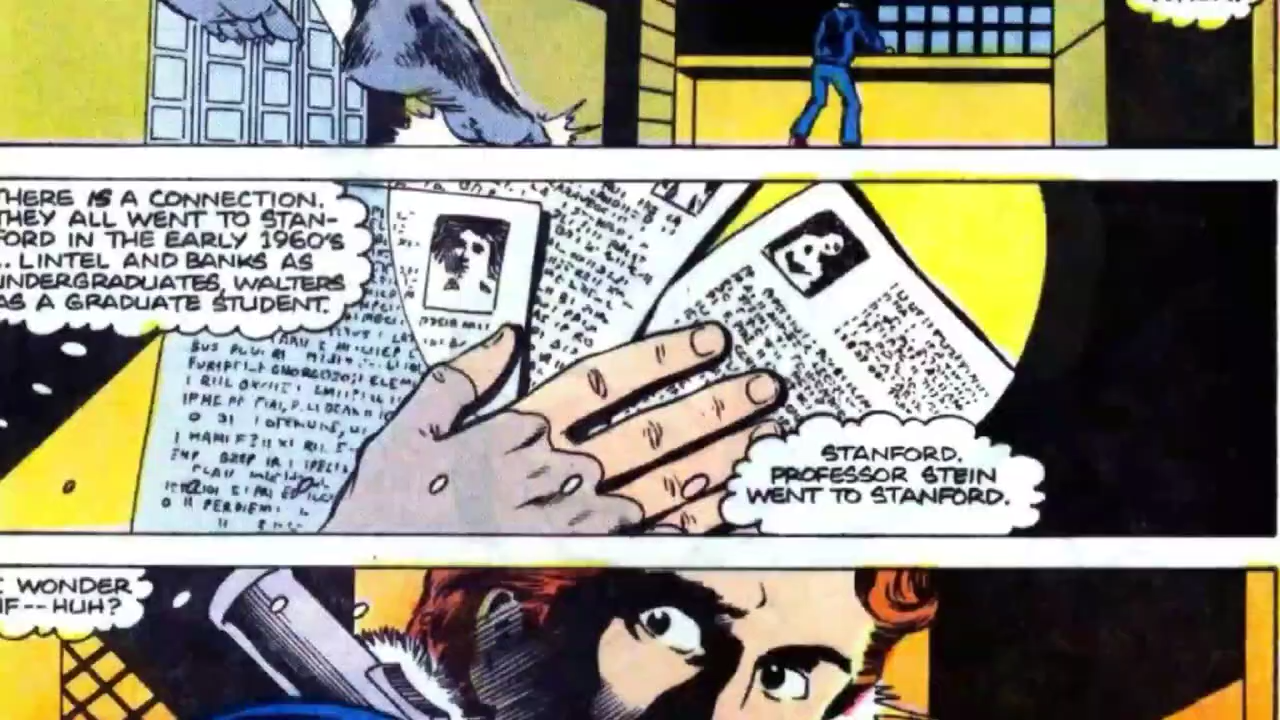 THERE IS A CONNECTION.
THEY ALL WENT TO STAN-
FORD IN THE EARLY 1960'S
.. LINTEL AND BANKS AS
UNDERGRADUATES, WALTERS
AS A GRADUATE STUDENT.
STANFORD.
PROFESSOR STEIN
WENT TO STANFORD.
I WONDER
IF-- HUH?